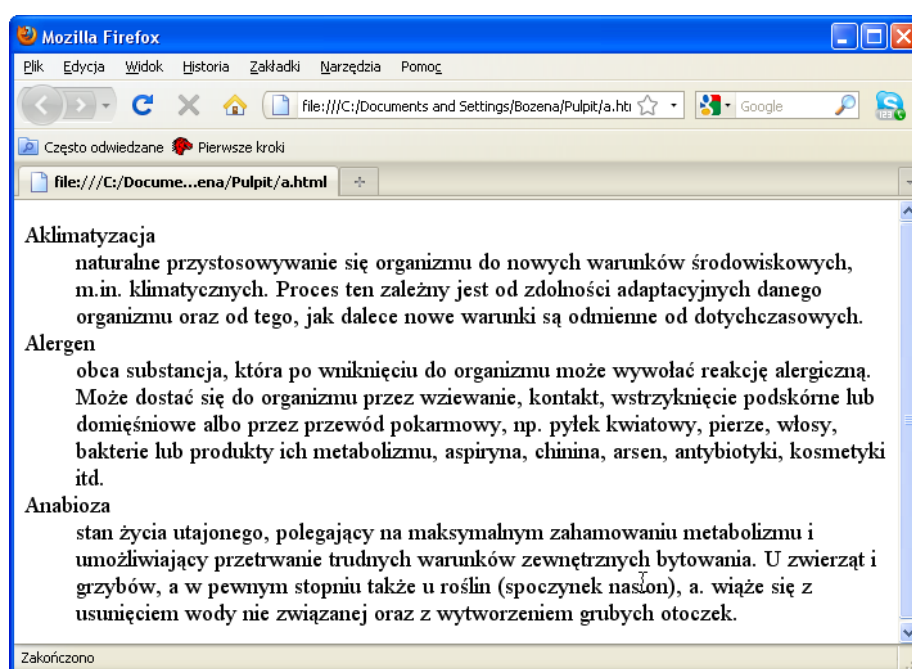 Mozilla Firefox
Plik Edycja Widok Historia Zakładki Narzędzia Pomoc
file:///C:/Documents and Settings/Bozena/Pulpit/a.ht Google
Często odwiedzane Pierwsze kroki
file:///C:/Docume...ena/Pulpit/a.html
Aklimatyzacja
naturalne przystosowywanie się organizmu do nowych warunków środowiskowych,
m.in. klimatycznych. Proces ten zależny jest od zdolności adaptacyjnych danego
organizmu oraz od tego, jak dalece nowe warunki są odmienne od dotychczasowych.
Alergen
obca substancja, która po wniknięciu do organizmu może wywołać reakcję alergiczną.
Może dostać się do organizmu przez wziewanie, kontakt, wstrzyknięcie podskórne lub
domięśniowe albo przez przewód pokarmowy, np. pyłek kwiatowy, pierze, włosy,
bakterie lub produkty ich metabolizmu, aspiryna, chinina, arsen, antybiotyki, kosmetyki
itd.
Anabioza
stan życia utajonego, polegający na maksymalnym zahamowaniu metabolizmu i
umożliwiający przetrwanie trudnych warunków zewnętrznych bytowania. U zwierząt i
grzybów, a w pewnym stopniu także u roślin (spoczynek nasion), a. wiąże się z
usunięciem wody nie związanej oraz z wytworzeniem grubych otoczek.
Zakończono